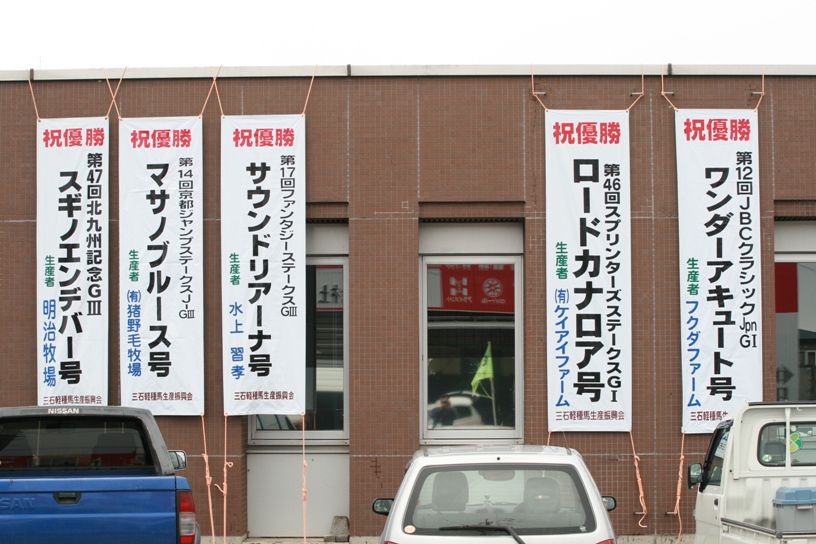 祝優勝
第47回北九州記念GⅢ
スギノエンデバー号
生産者 明治牧場
三石軽種馬生産振興会
祝優勝
第14回京都ジャンプステークスJ-GⅢ
マサノブルース号
生産者 ㈲猪野毛牧場
三石軽種馬生産振興会
祝優勝
第17回ファンタジーステークスGⅢ
サウンドリアーナ号
生産者 水上 習孝
三石軽種馬生産振興会
祝優勝
第46回スプリンターズステークスGⅠ
ロードカナロア号
生産者 ㈲ケイアイファーム
三石軽種馬生産振興会
祝優勝
第12回JBCクラシックJpnGⅠ
ワンダーアキュート号
生産者 フクダファーム
三石軽種馬生産振
NISSAN